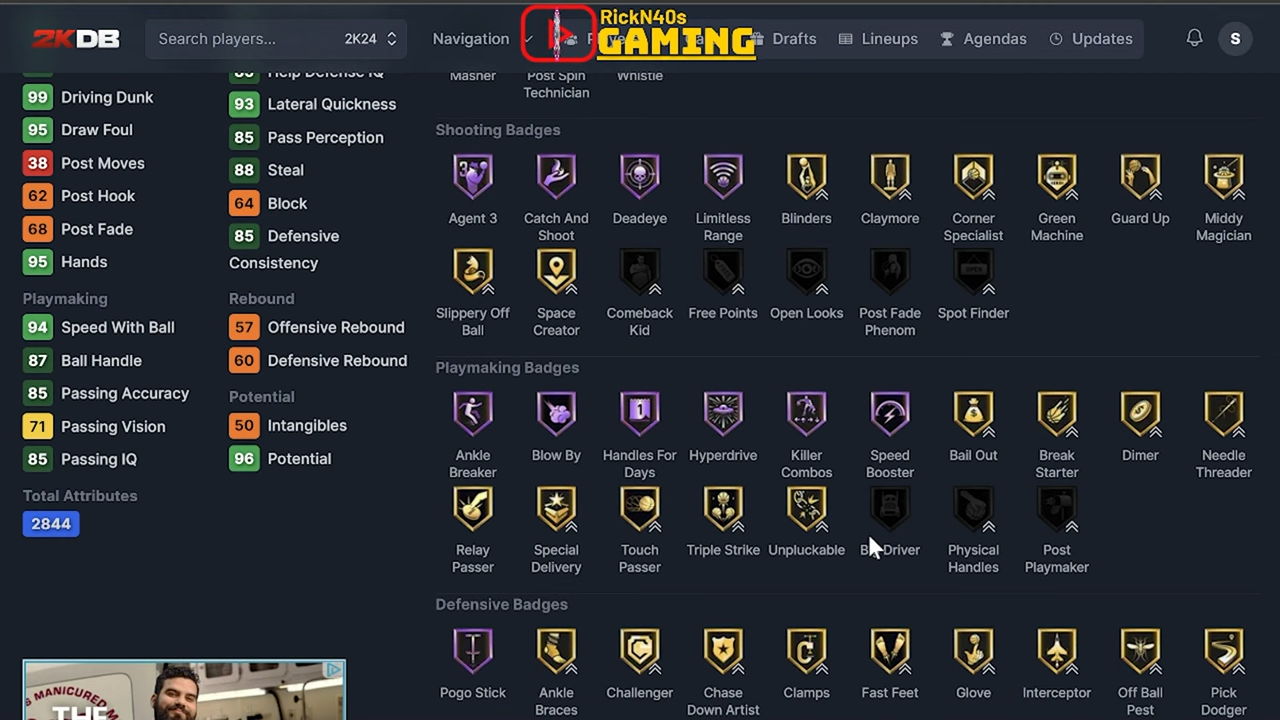 2KDB
Search players...
2K24
Navigation
RickN40s
GAMING
Drafts
Lineups
Agendas
Updates
S
99 Driving Dunk
95 Draw Foul
38 Post Moves
62 Post Hook
68 Post Fade
95 Hands
Playmaking
94 Speed With Ball
87 Ball Handle
85 Passing Accuracy
71 Passing Vision
85 Passing IQ
Total Attributes
2844
Help Defense IQ
93 Lateral Quickness
85 Pass Perception
88 Steal
64 Block
85 Defensive
Consistency
Rebound
57 Offensive Rebound
60 Defensive Rebound
Potential
50 Intangibles
96 Potential
Masher
Post Spin
Technician
Whistle
Shooting Badges
Agent 3
Catch And
Shoot
Deadeye
Limitless
Range
Blinders
Claymore
Corner
Specialist
Green
Machine
Guard Up
Middy
Magician
Slippery Off
Ball
Space
Creator
Comeback
Kid
Free Points
Open Looks
Post Fade
Phenom
Spot Finder
Playmaking Badges
Ankle
Breaker
Blow By
Handles For
Days
Hyperdrive
Killer
Combos
Speed
Booster
Bail Out
Break
Starter
Dimer
Needle
Threader
Relay
Passer
Special
Delivery
Touch
Passer
Triple Strike
Unpluckable
Driver
Physical
Handles
Post
Playmaker
Defensive Badges
Pogo Stick
Ankle
Braces
Challenger
Chase
Down Artist
Clamps
Fast Feet
Glove
Interceptor
Off Ball
Pest
Pick
Dodger
MANICURED
THE